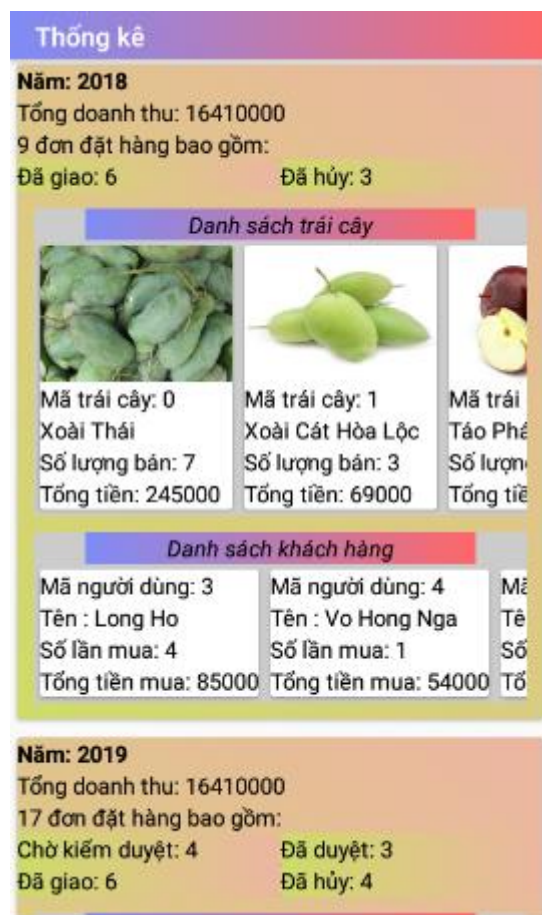 Thống kê
Năm: 2018
Tổng doanh thu: 16410000
9 đơn đặt hàng bao gồm:
Đã giao: 6 Đã hủy: 3
Danh sách trái cây
Mã trái cây: 0
Xoài Thái
Số lượng bán: 7
Tổng tiền: 245000
Mã trái cây: 1
Xoài Cát Hòa Lộc
Số lượng bán: 3
Tổng tiền: 69000
Mã trái
Táo
Số
Danh sách khách hàng
Mã người dùng: 3
Tên : Long Ho
Số lần mua: 4
Tổng tiền mua: 85000
Mã người dùng: 4
Tên : Vo Hong Nga
Số lần mua: 1
Tổng tiền mua: 54000
Số
Năm: 2019
Tổng doanh thu: 16410000
17 đơn đặt hàng bao gồm:
Chờ kiểm duyệt: 4 Đã duyệt: 3
Đã giao: 6 Đã hủy: 4